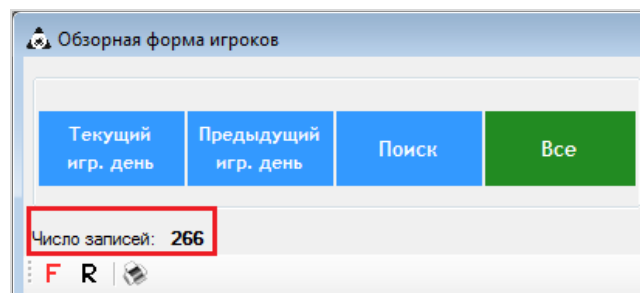 Обзорная форма игроков
Текущий игр. день
Предыдущий игр. день
Поиск
Все
Число записей: 266
F R